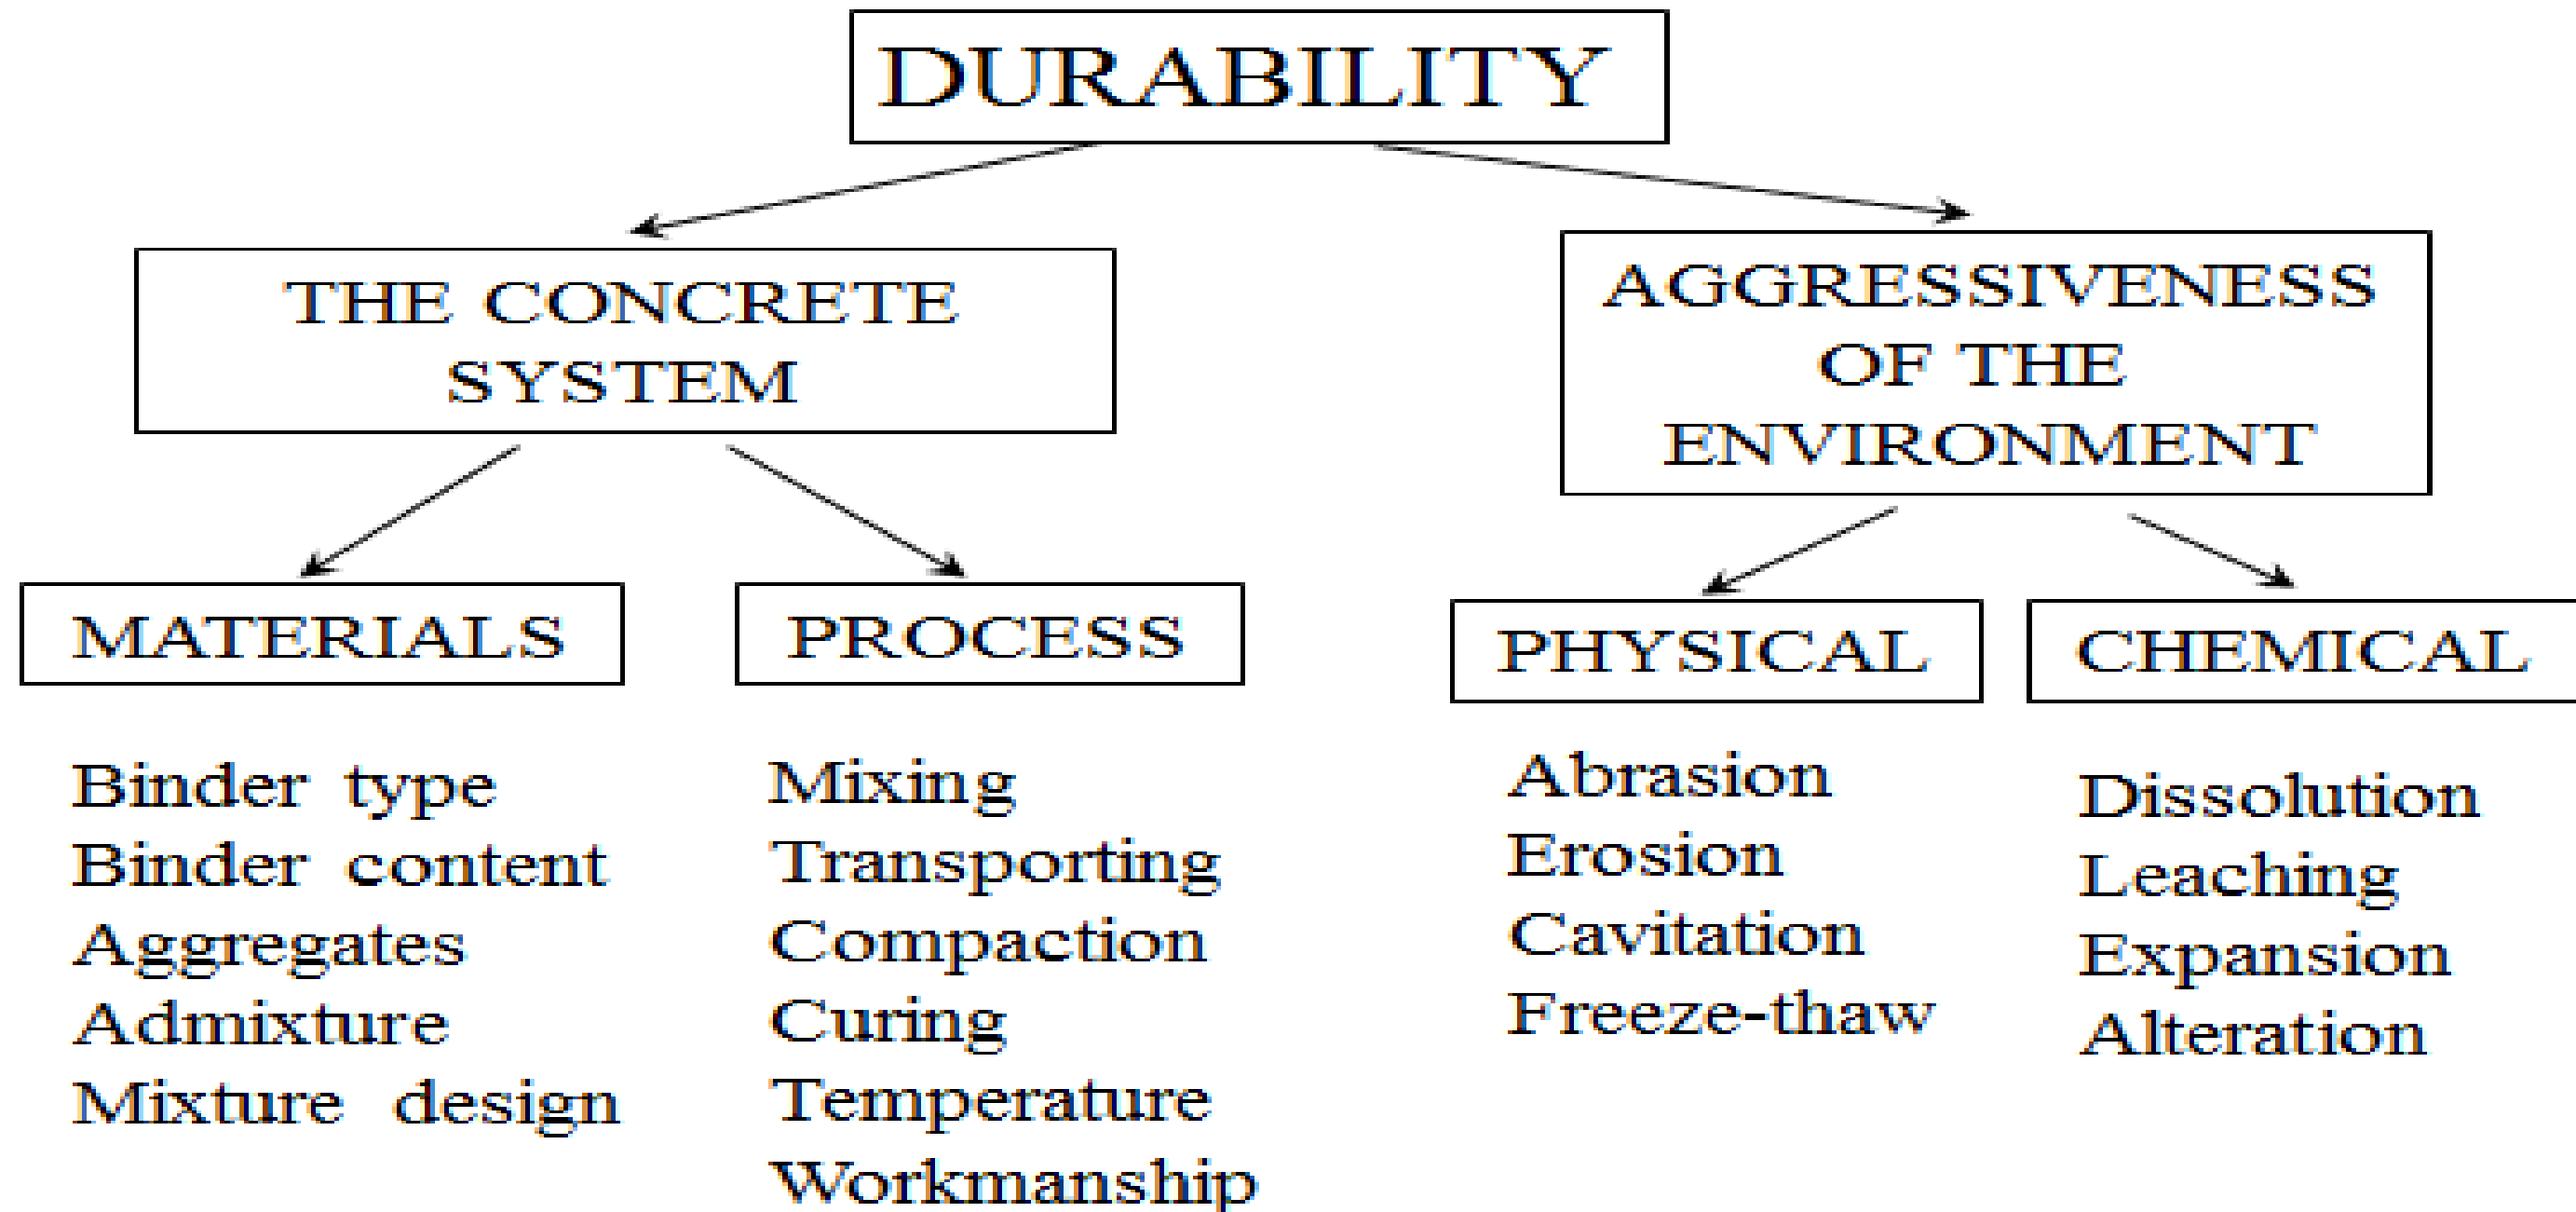 DURABILITY
THE CONCRETE
SYSTEM
AGGRESSIVENESS
OF THE
ENVIRONMENT
MATERIALS
PROCESS
PHYSICAL
CHEMICAL
Binder type
Binder content
Aggregates
Admixture
Mixture design
Mixing
Transporting
Compaction
Curing
Temperature
Workmanship
Abrasion
Erosion
Cavitation
Freeze-thaw
Dissolution
Leaching
Expansion
Alteration